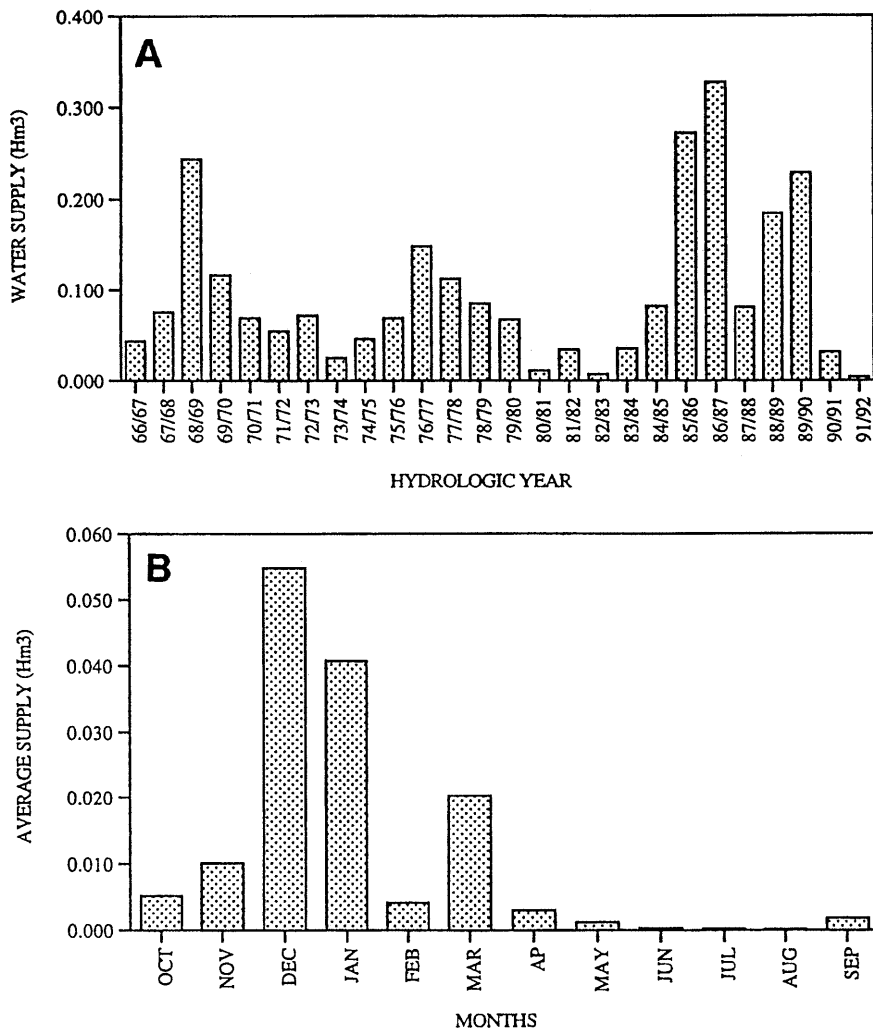 A
WATER SUPPLY (Hm3)
0.400
0.300
0.200
0.100
0.000
66/67
67/68
68/69
69/70
70/71
71/72
72/73
73/74
74/75
75/76
76/77
77/78
78/79
79/80
80/81
81/82
82/83
83/84
84/85
85/86
86/87
87/88
88/89
89/90
90/91
91/92
HYDROLOGIC YEAR
B
AVERAGE SUPPLY (Hm3)
0.060
0.050
0.040
0.030
0.020
0.010
0.000
OCT
NOV
DEC
JAN
FEB
MAR
AP
MAY
JUN
JUL
AUG
SEP
MONTHS